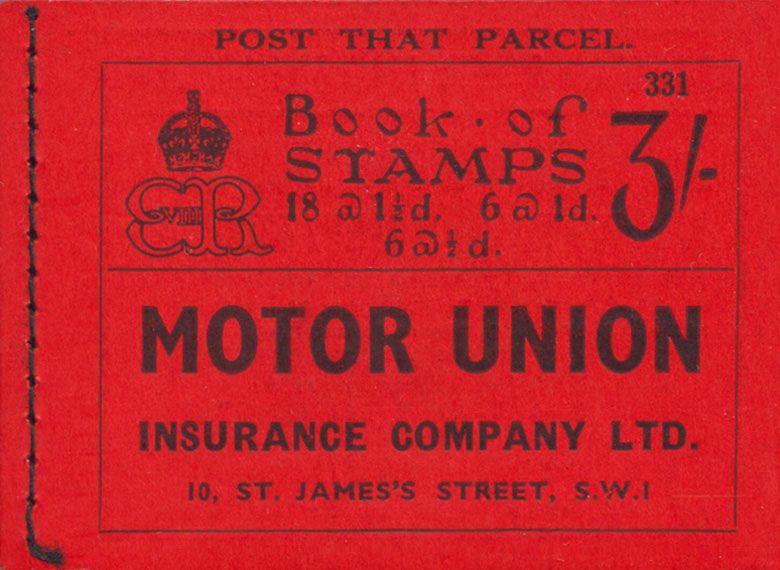 POST THAT PARCEL.
331
Book · of
STAMPS
3/-
18 @ 1½d. 6 @ 1d.
6 @ ½d.
EVIIIR
MOTOR UNION
INSURANCE COMPANY LTD.
10, ST. JAMES'S STREET, S.W.1